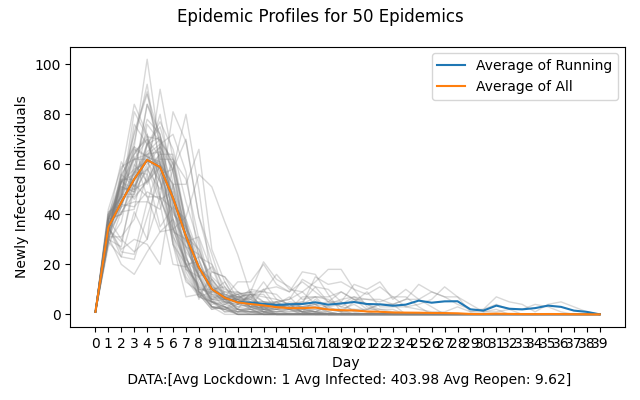 Epidemic Profiles for 50 Epidemics
Average of Running
Average of All
Newly Infected Individuals
100
80
60
40
20
0
0 1 2 3 4 5 6 7 8 9 10 11 12 13 14 15 16 17 18 19 20 21 22 23 24 25 26 27 28 29 30 31 32 33 34 35 36 37 38 39
Day
DATA:[Avg Lockdown: 1 Avg Infected: 403.98 Avg Reopen: 9.62]